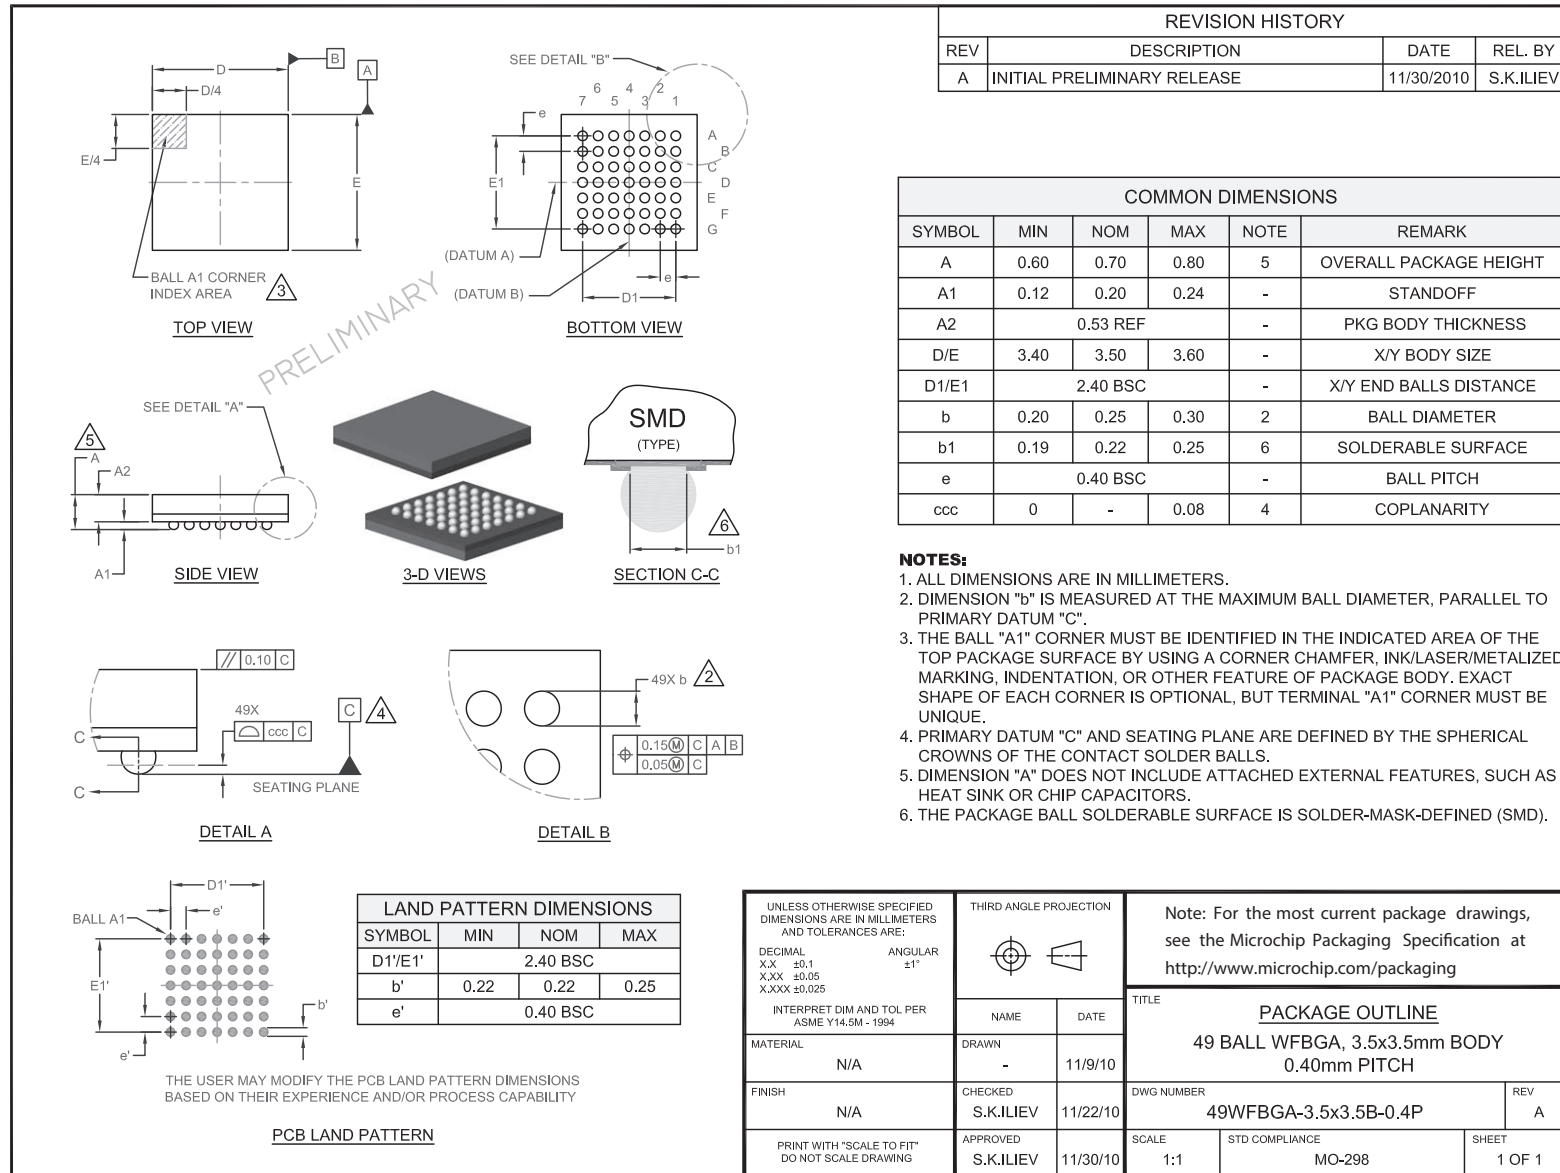 REVISION HISTORY
REV DESCRIPTION DATE REL. BY
A INITIAL PRELIMINARY RELEASE 11/30/2010 S.K.ILIEV
D B A
D/4
E/4
E
BALL A1 CORNER
INDEX AREA 3
TOP VIEW
SEE DETAIL "B"
6 4 2
7 5 3 1
e
A
B
C
D
E
F
G
E1
(DATUM A)
(DATUM B)
e
D1
BOTTOM VIEW
PRELIMINARY
COMMON DIMENSIONS
SYMBOL MIN NOM MAX NOTE REMARK
A 0.60 0.70 0.80 5 OVERALL PACKAGE HEIGHT
A1 0.12 0.20 0.24 - STANDOFF
A2 0.53 REF - PKG BODY THICKNESS
D/E 3.40 3.50 3.60 - X/Y BODY SIZE
D1/E1 2.40 BSC - X/Y END BALLS DISTANCE
b 0.20 0.25 0.30 2 BALL DIAMETER
b1 0.19 0.22 0.25 6 SOLDERABLE SURFACE
e 0.40 BSC - BALL PITCH
ccc 0 - 0.08 4 COPLANARITY
SEE DETAIL "A"
5
A
A2
A1
SIDE VIEW
3-D VIEWS
SMD
(TYPE)
6
b1
SECTION C-C
NOTES:
1. ALL DIMENSIONS ARE IN MILLIMETERS.
2. DIMENSION "b" IS MEASURED AT THE MAXIMUM BALL DIAMETER, PARALLEL TO
PRIMARY DATUM "C".
3. THE BALL "A1" CORNER MUST BE IDENTIFIED IN THE INDICATED AREA OF THE
TOP PACKAGE SURFACE BY USING A CORNER CHAMFER, INK/LASER/METALIZED
MARKING, INDENTATION, OR OTHER FEATURE OF PACKAGE BODY. EXACT
SHAPE OF EACH CORNER IS OPTIONAL, BUT TERMINAL "A1" CORNER MUST BE
UNIQUE.
4. PRIMARY DATUM "C" AND SEATING PLANE ARE DEFINED BY THE SPHERICAL
CROWNS OF THE CONTACT SOLDER BALLS.
5. DIMENSION "A" DOES NOT INCLUDE ATTACHED EXTERNAL FEATURES, SUCH AS
HEAT SINK OR CHIP CAPACITORS.
6. THE PACKAGE BALL SOLDERABLE SURFACE IS SOLDER-MASK-DEFINED (SMD).
// 0.10 C
49X
ccc C
C 4
C
C
SEATING PLANE
DETAIL A
49X b 2
0.15 M C A B
0.05 M C
DETAIL B
D1'
BALL A1 e'
E1'
b'
e'
LAND PATTERN DIMENSIONS
SYMBOL MIN NOM MAX
D1'/E1' 2.40 BSC
b' 0.22 0.22 0.25
e' 0.40 BSC
THE USER MAY MODIFY THE PCB LAND PATTERN DIMENSIONS
BASED ON THEIR EXPERIENCE AND/OR PROCESS CAPABILITY
PCB LAND PATTERN
UNLESS OTHERWISE SPECIFIED
DIMENSIONS ARE IN MILLIMETERS
AND TOLERANCES ARE:
DECIMAL ANGULAR
X.X ±0.1 ±1°
X.XX ±0.05
X.XXX ±0.025
INTERPRET DIM AND TOL PER
ASME Y14.5M - 1994
MATERIAL
N/A
FINISH
N/A
PRINT WITH "SCALE TO FIT"
DO NOT SCALE DRAWING
THIRD ANGLE PROJECTION
NAME DATE
DRAWN
- 11/9/10
CHECKED
S.K.ILIEV 11/22/10
APPROVED
S.K.ILIEV 11/30/10
Note: For the most current package drawings,
see the Microchip Packaging Specification at
http://www.microchip.com/packaging
TITLE
PACKAGE OUTLINE
49 BALL WFBGA, 3.5x3.5mm BODY
0.40mm PITCH
DWG NUMBER REV
49WFBGA-3.5x3.5B-0.4P A
SCALE STD COMPLIANCE SHEET
1:1 MO-298 1 OF 1